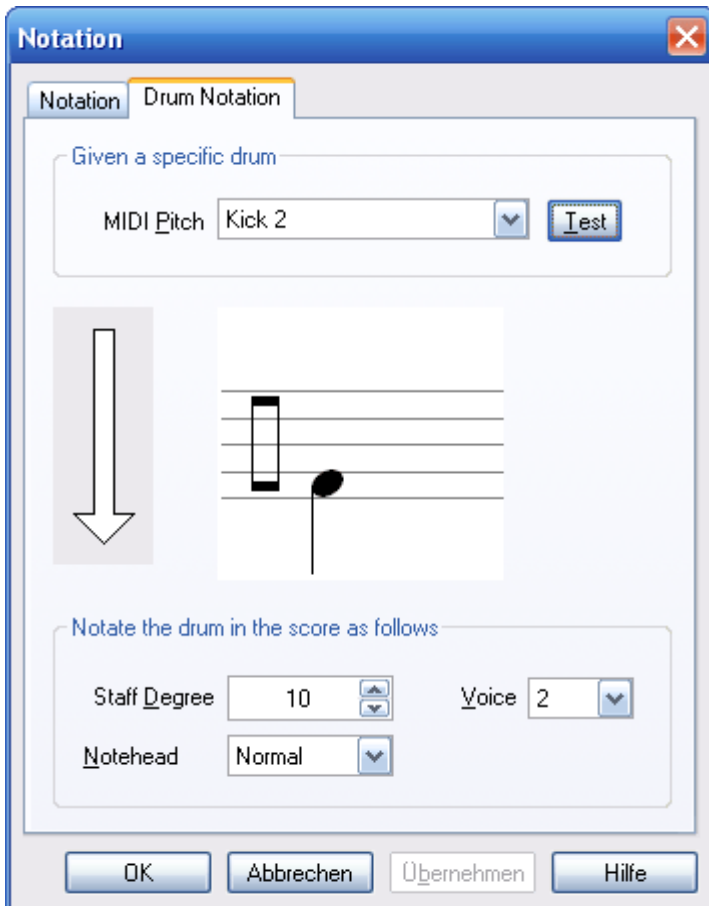 Notation
Notation Drum Notation
Given a specific drum
MIDI Pitch Kick 2 Test
Notate the drum in the score as follows
Staff Degree 10 Voice 2
Notehead Normal
OK Abbrechen Übernehmen Hilfe